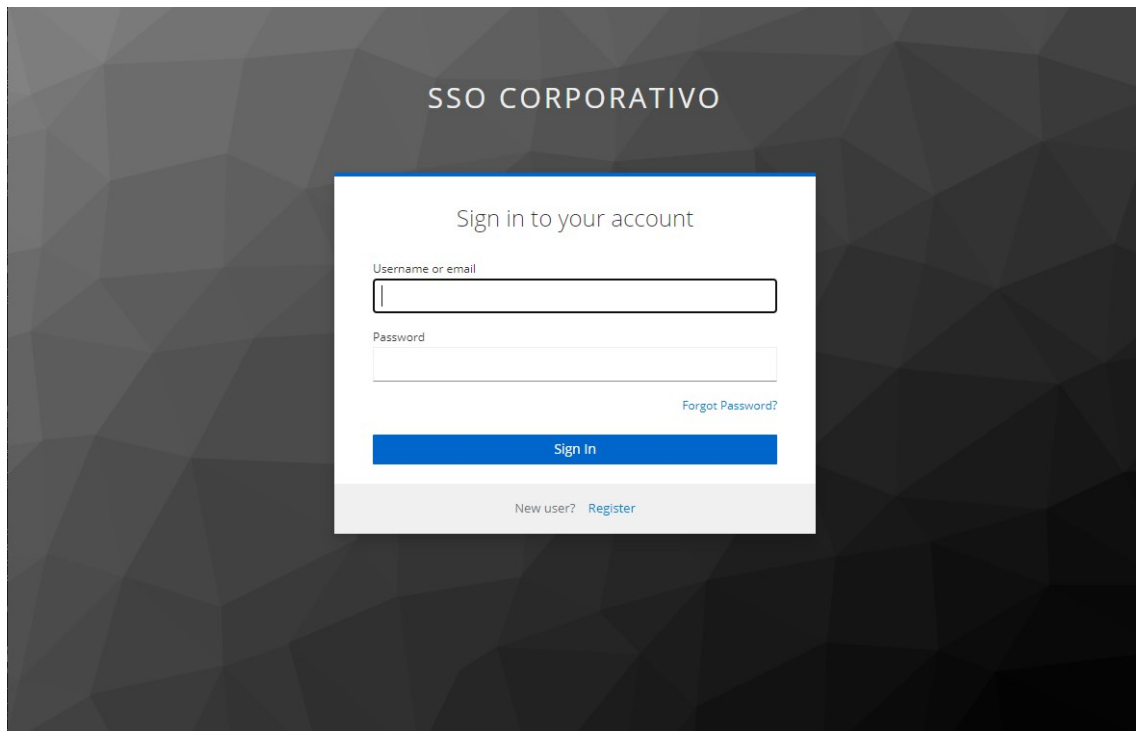 SSO CORPORATIVO
Sign in to your account
Username or email
Password
Forgot Password?
Sign In
New user? Register